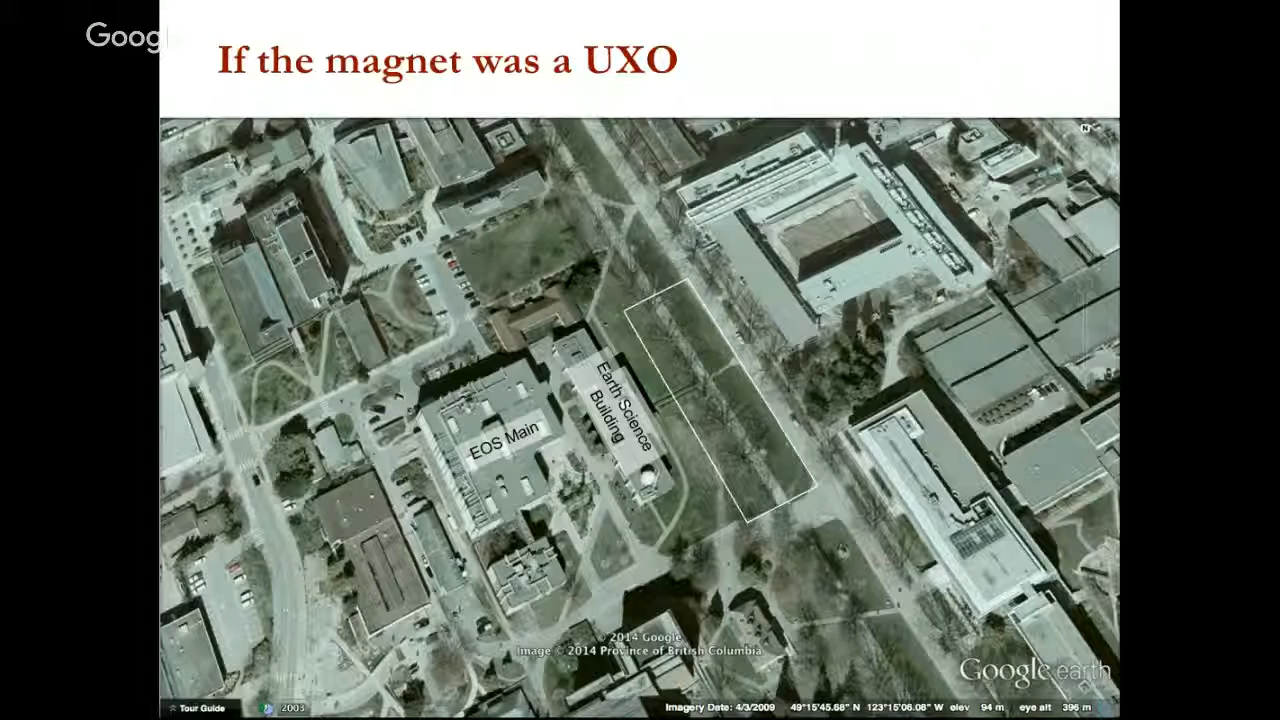 Goog
If the magnet was a UXO
N
Earth Science
Building
EOS Main
© 2014 Google
Image © 2014 Province of British Columbia
Google earth
Tour Guide
2003
Imagery Date: 4/3/2009 49°15'45.68" N 123°15'08.08" W elev 94 m eye alt 396 m